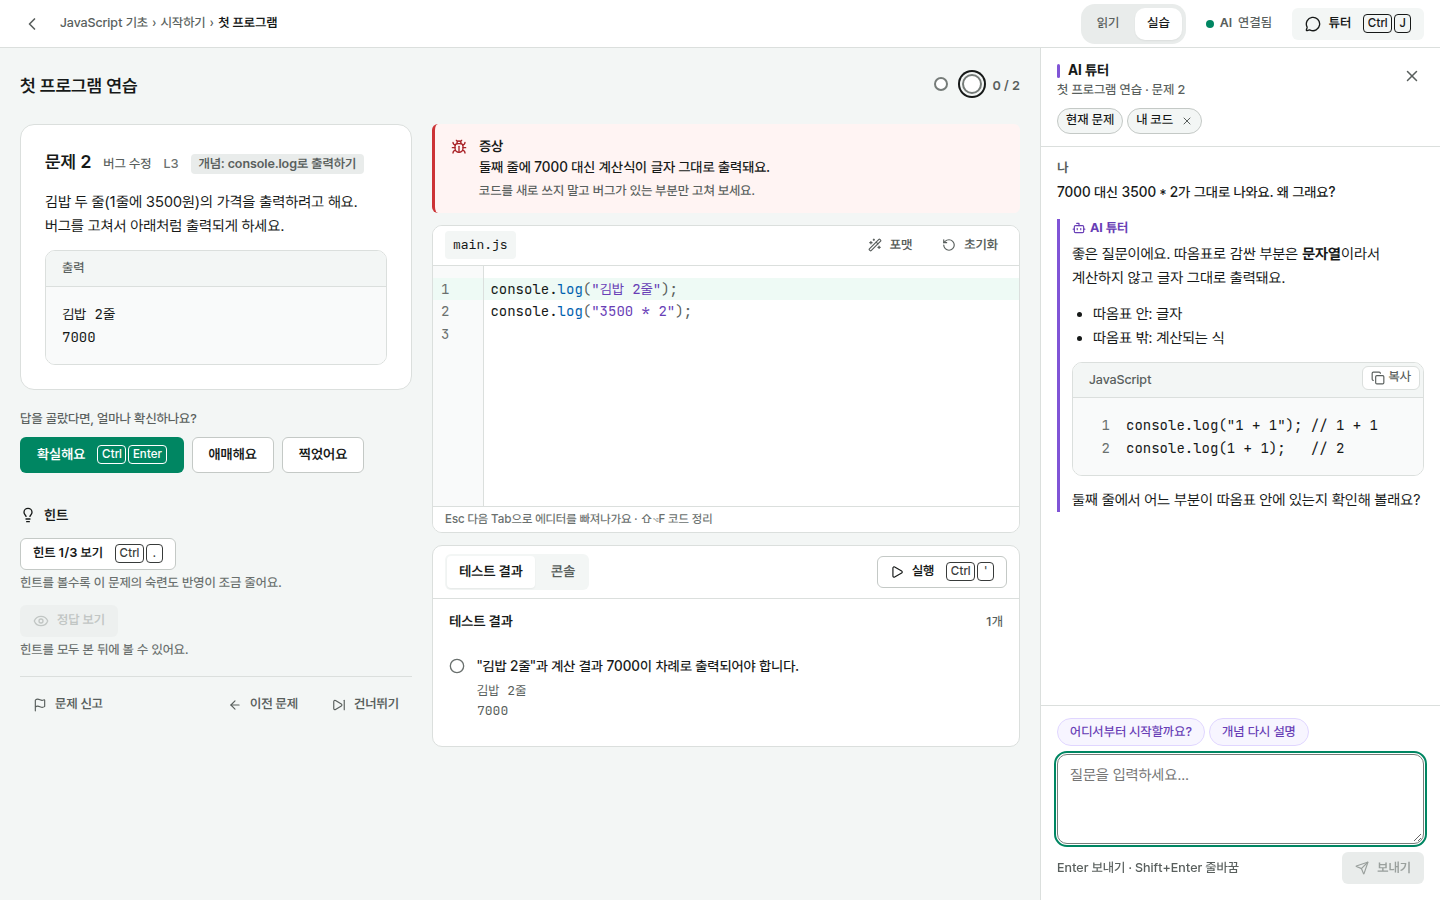 JavaScript 기초 › 시작하기 › 첫 프로그램
읽기 실습
AI 연결됨
튜터 Ctrl J
첫 프로그램 연습
0 / 2
문제 2 버그 수정 L3 개념: console.log로 출력하기
김밥 두 줄(1줄에 3500원)의 가격을 출력하려고 해요.
버그를 고쳐서 아래처럼 출력되게 하세요.
출력
김밥 2줄
7000
답을 골랐다면, 얼마나 확신하나요?
확실해요 Ctrl Enter 애매해요 찍었어요
힌트
힌트 1/3 보기 Ctrl .
힌트를 볼수록 이 문제의 숙련도 반영이 조금 줄어요.
정답 보기
힌트를 모두 본 뒤에 볼 수 있어요.
문제 신고 이전 문제 건너뛰기
증상
둘째 줄에 7000 대신 계산식이 글자 그대로 출력돼요.
코드를 새로 쓰지 말고 버그가 있는 부분만 고쳐 보세요.
main.js 포맷 초기화
1 console.log("김밥 2줄");
2 console.log("3500 * 2");
3
Esc 다음 Tab으로 에디터를 빠져나가요 · ⇧⌥F 코드 정리
테스트 결과 콘솔 실행 Ctrl '
테스트 결과 1개
"김밥 2줄"과 계산 결과 7000이 차례로 출력되어야 합니다.
김밥 2줄
7000
AI 튜터
첫 프로그램 연습 · 문제 2
현재 문제 내 코드 ×
나
7000 대신 3500 * 2가 그대로 나와요. 왜 그래요?
AI 튜터
좋은 질문이에요. 따옴표로 감싼 부분은 문자열이라서
계산하지 않고 글자 그대로 출력돼요.
• 따옴표 안: 글자
• 따옴표 밖: 계산되는 식
JavaScript 복사
1 console.log("1 + 1"); // 1 + 1
2 console.log(1 + 1);   // 2
둘째 줄에서 어느 부분이 따옴표 안에 있는지 확인해 볼래요?
어디서부터 시작할까요? 개념 다시 설명
질문을 입력하세요...
Enter 보내기 · Shift+Enter 줄바꿈 보내기